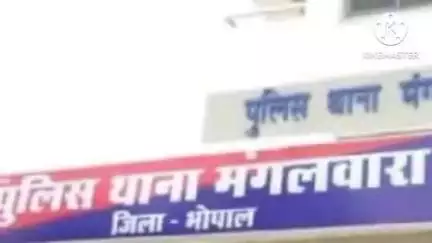 KINEMASTER
पुलिस थाना मंग
पुलिस थाना मंगलवारा
जिला - भोपाल